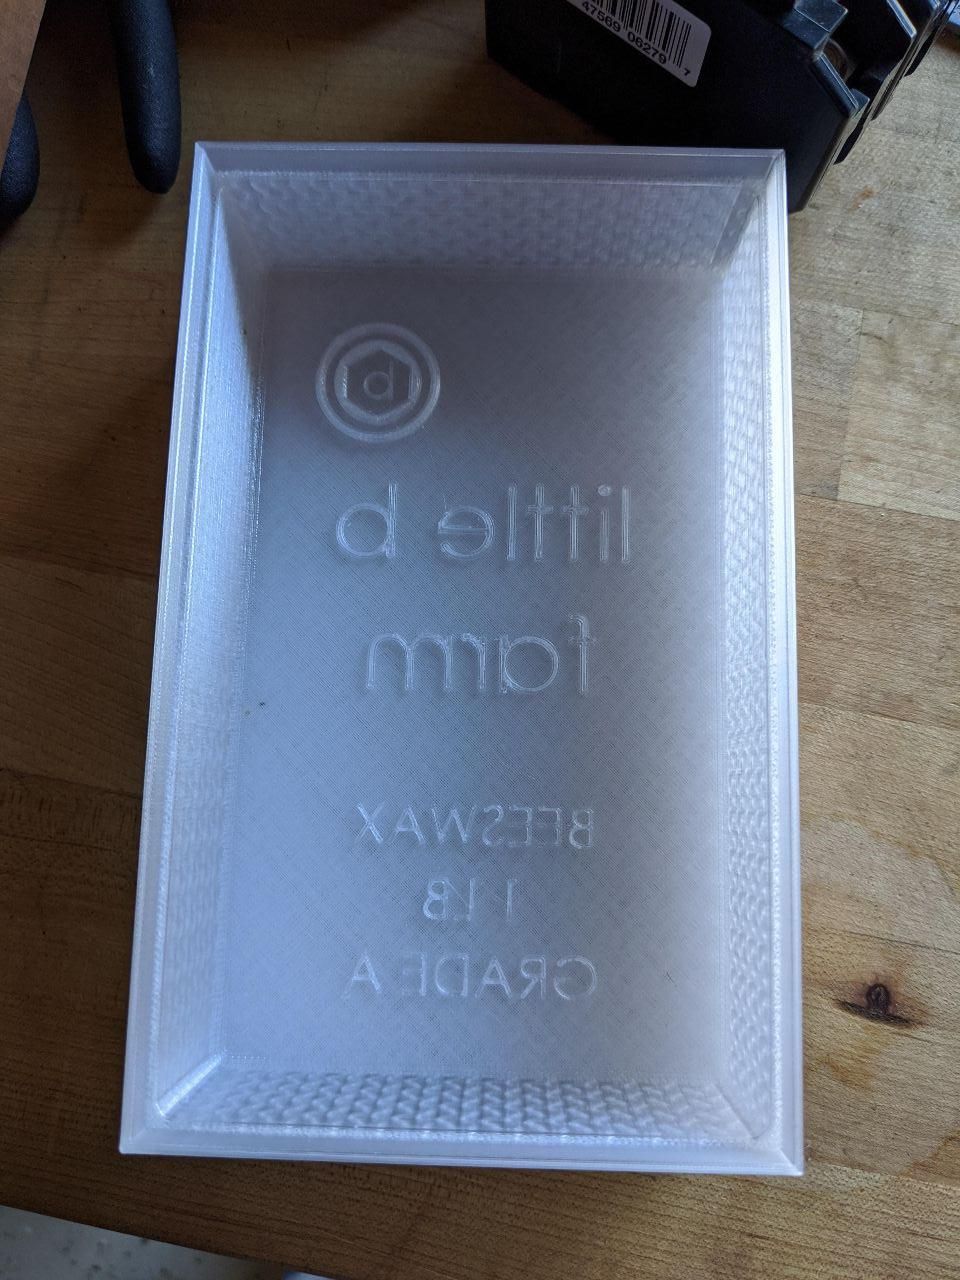 47569 06279 7
b
little b
farm
BEESWAX
1 LB
GRADE A